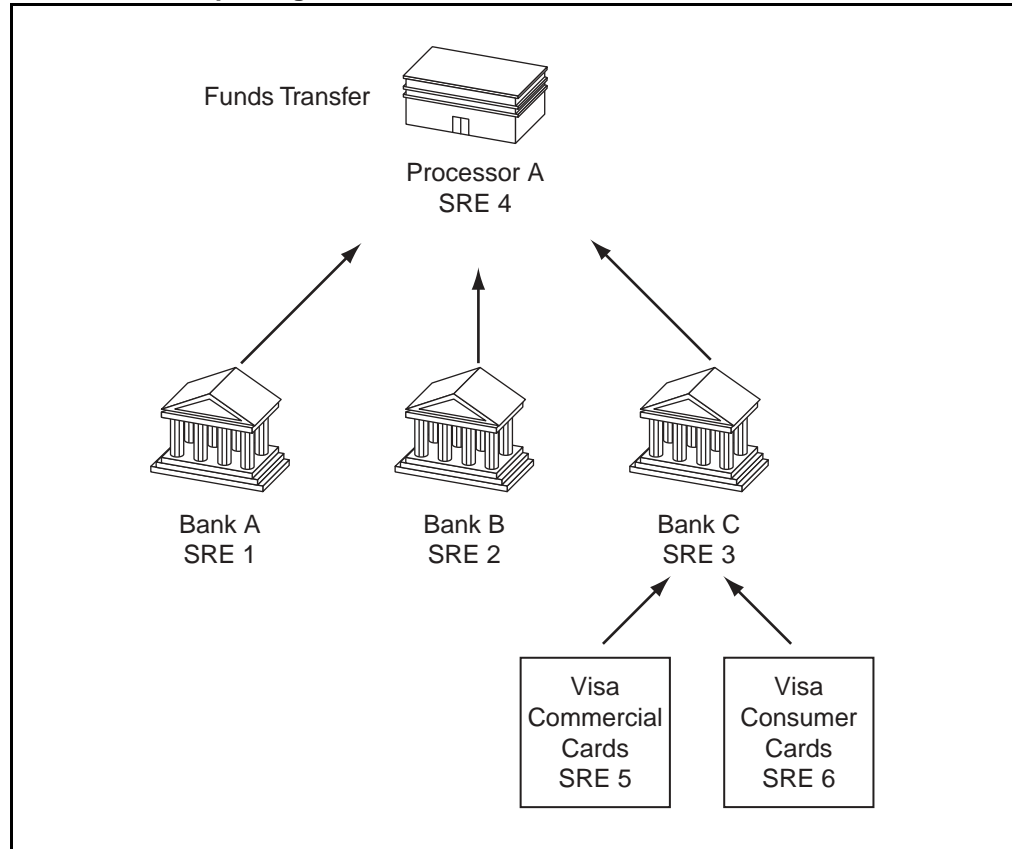 Funds Transfer
Processor A
SRE 4
Bank A
SRE 1
Bank B
SRE 2
Bank C
SRE 3
Visa
Commercial
Cards
SRE 5
Visa
Consumer
Cards
SRE 6